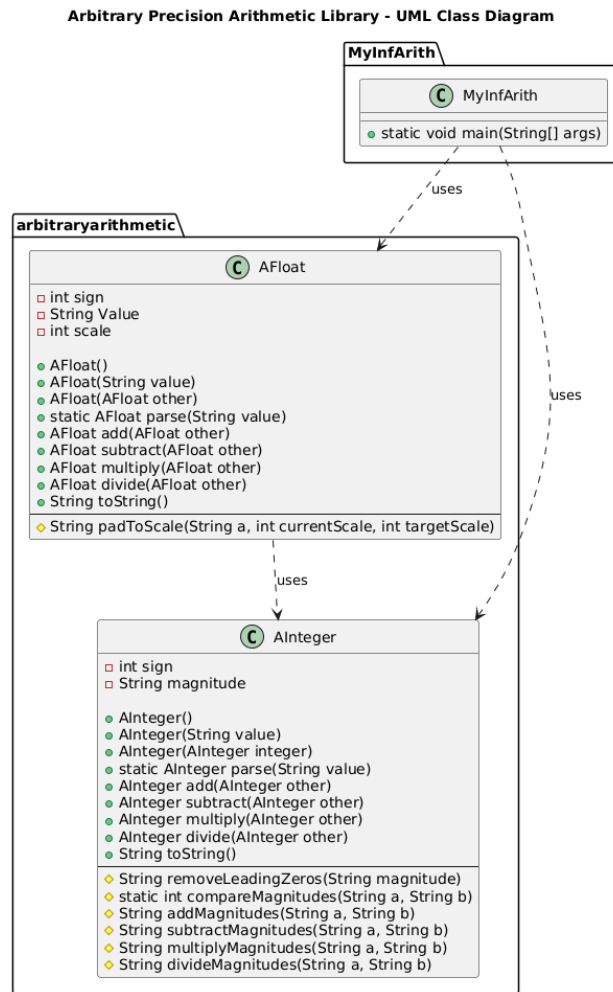 Arbitrary Precision Arithmetic Library - UML Class Diagram
MyInfArith
C MyInfArith
static void main(String[] args)
uses
uses
arbitraryarithmetic
C AFloat
int sign
String Value
int scale
AFloat()
AFloat(String value)
AFloat(AFloat other)
static AFloat parse(String value)
AFloat add(AFloat other)
AFloat subtract(AFloat other)
AFloat multiply(AFloat other)
AFloat divide(AFloat other)
String toString()
String padToScale(String a, int currentScale, int targetScale)
uses
C AInteger
int sign
String magnitude
AInteger()
AInteger(String value)
AInteger(AInteger integer)
static AInteger parse(String value)
AInteger add(AInteger other)
AInteger subtract(AInteger other)
AInteger multiply(AInteger other)
AInteger divide(AInteger other)
String toString()
String removeLeadingZeros(String magnitude)
static int compareMagnitudes(String a, String b)
String addMagnitudes(String a, String b)
String subtractMagnitudes(String a, String b)
String multiplyMagnitudes(String a, String b)
String divideMagnitudes(String a, String b)